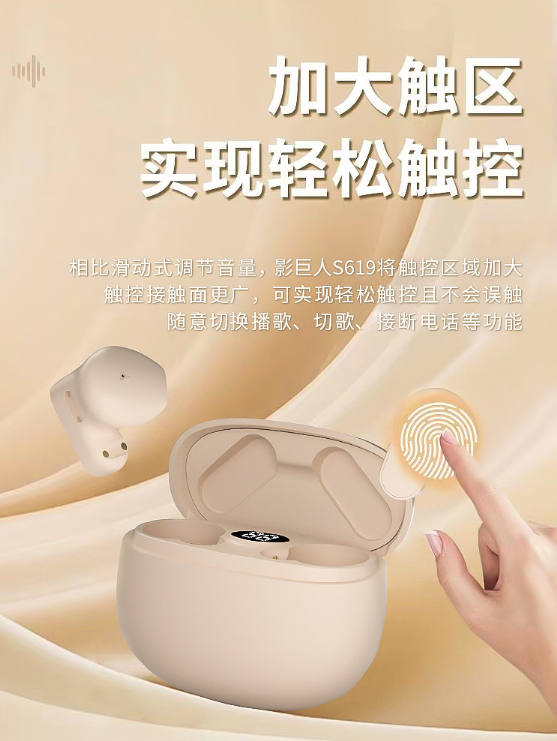 加大触区
实现轻松触控
相比滑动式调节音量，影巨人S619将触控区域加大
触控接触面更广，可实现轻松触控且不会误触
随意切换播歌、切歌、接断电话等功能